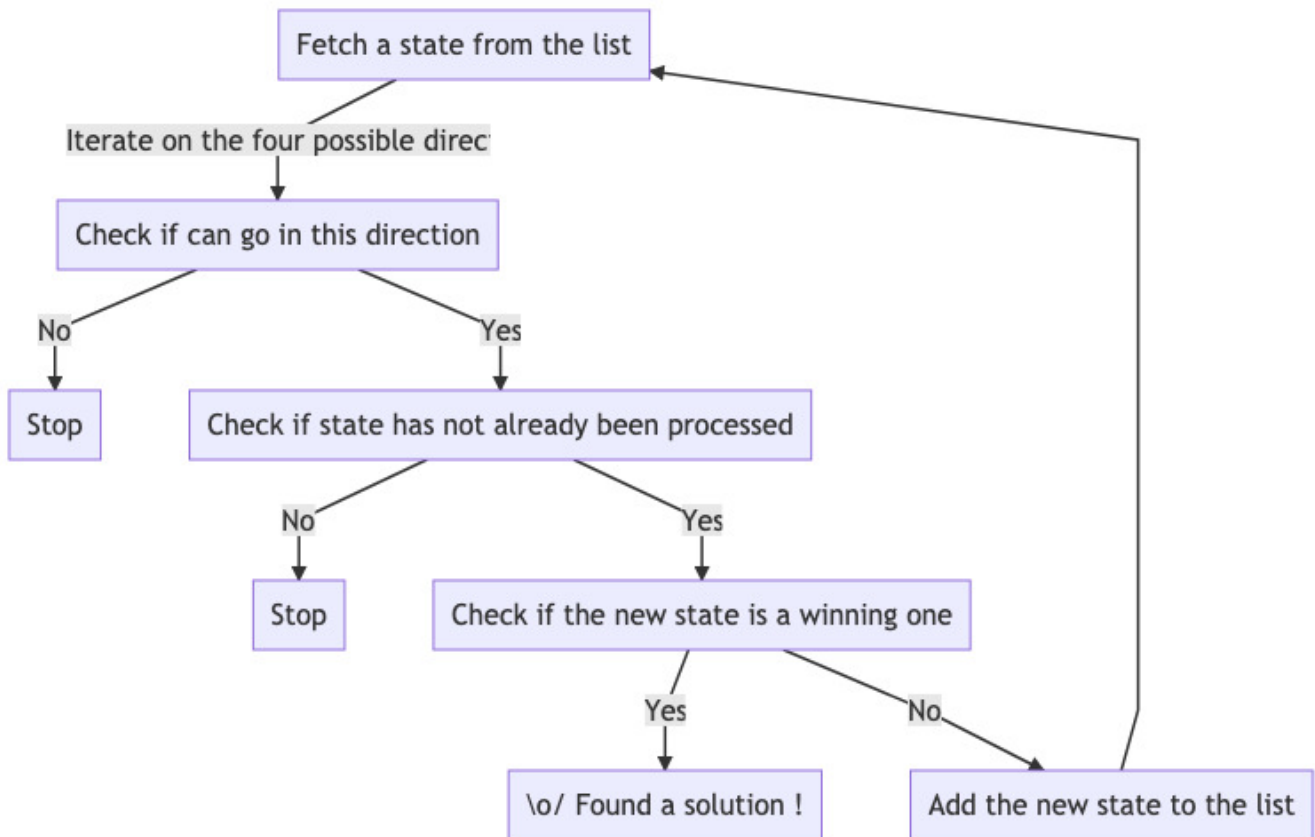 Fetch a state from the list
Iterate on the four possible direc
Check if can go in this direction
No
Yes
Stop
Check if state has not already been processed
No
Yes
Stop
Check if the new state is a winning one
Yes
No
\o/ Found a solution !
Add the new state to the list